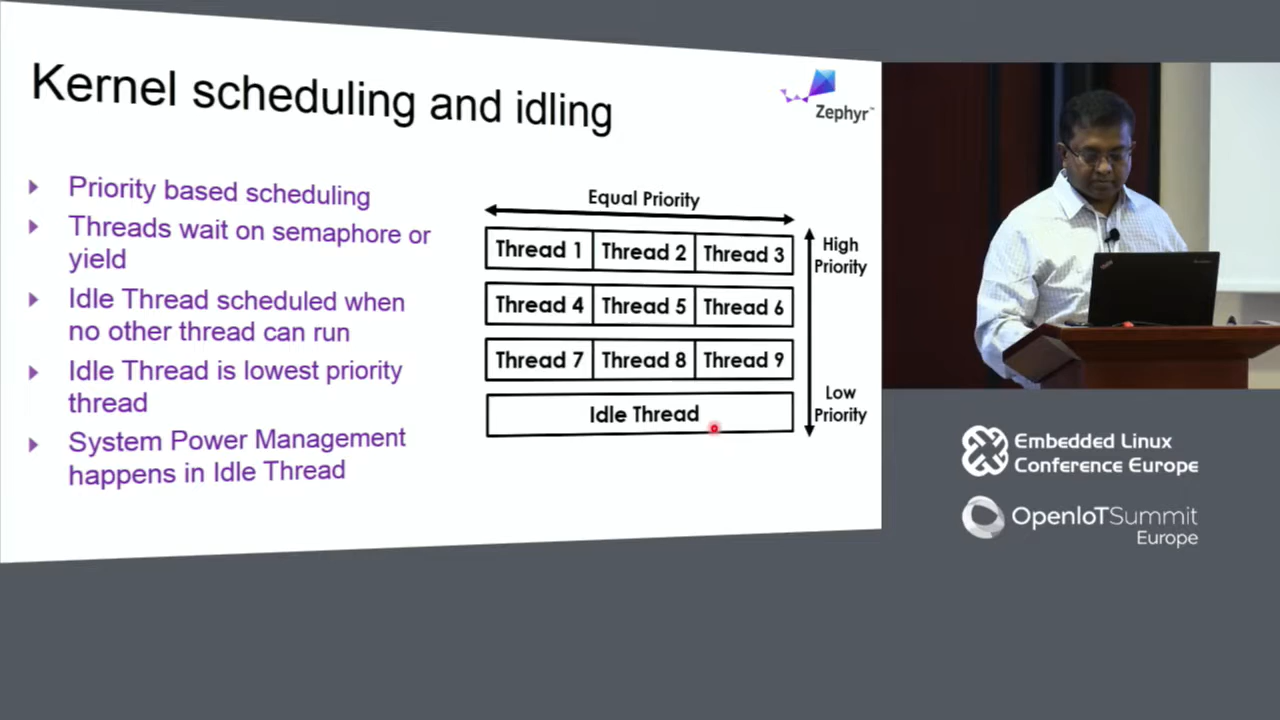 Kernel scheduling and idling
Zephyr™
Priority based scheduling
Threads wait on semaphore or
yield
Idle Thread scheduled when
no other thread can run
Idle Thread is lowest priority
thread
System Power Management
happens in Idle Thread
Equal Priority
Thread 1 Thread 2 Thread 3
Thread 4 Thread 5 Thread 6
Thread 7 Thread 8 Thread 9
Idle Thread
High
Priority
Low
Priority
Embedded Linux
Conference Europe
OpenIoTSummit
Europe